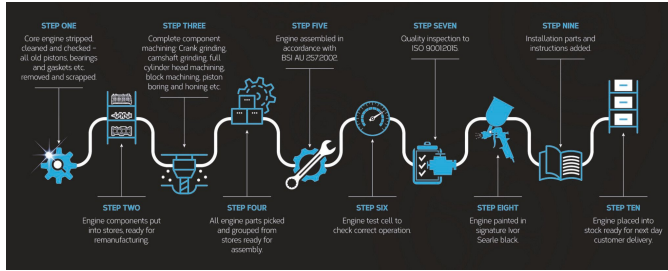 STEP ONE
Core engine stripped,
cleaned and checked –
all old pistons, bearings
and gaskets etc
removed and scrapped.
STEP TWO
Engine components put
into stores, ready for
remanufacturing.
STEP THREE
Complete component
machining: Crank grinding,
camshaft grinding, full
cylinder head machining,
block machining, piston
boring and honing etc.
STEP FOUR
All engine parts picked
and grouped from
stores ready for
assembly.
STEP FIVE
Engine assembled in
accordance with
BSI AU 257:2002.
STEP SIX
Engine test cell to
check correct operation.
STEP SEVEN
Quality inspection to
ISO 9001:2015.
STEP EIGHT
Engine painted in
signature Ivor
Searle black.
STEP NINE
Installation parts and
instructions added.
STEP TEN
Engine placed into
stock ready for next day
customer delivery.